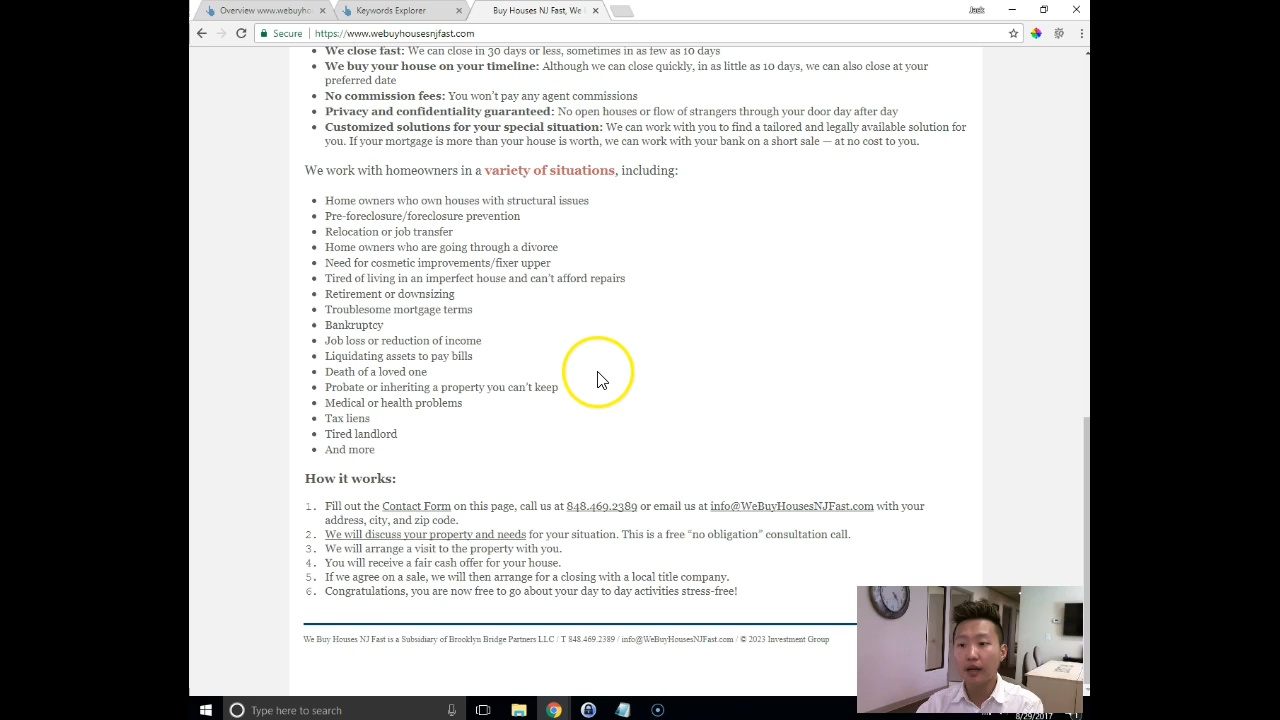 Overview www.webuyho
Keywords Explorer
Buy Houses NJ Fast, We
Jack
Secure
https://www.webuyhousesnjfast.com
We close fast: We can close in 30 days or less, sometimes in as few as 10 days
We buy your house on your timeline: Although we can close quickly, in as little as 10 days, we can also close at your
preferred date
No commission fees: You won't pay any agent commissions
Privacy and confidentiality guaranteed: No open houses or flow of strangers through your door day after day
Customized solutions for your special situation: We can work with you to find a tailored and legally available solution for
you. If your mortgage is more than your house is worth, we can work with your bank on a short sale — at no cost to you.
We work with homeowners in a variety of situations, including:
Home owners who own houses with structural issues
Pre-foreclosure/foreclosure prevention
Relocation or job transfer
Home owners who are going through a divorce
Need for cosmetic improvements/fixer upper
Tired of living in an imperfect house and can't afford repairs
Retirement or downsizing
Troublesome mortgage terms
Bankruptcy
Job loss or reduction of income
Liquidating assets to pay bills
Death of a loved one
Probate or inheriting a property you can't keep
Medical or health problems
Tax liens
Tired landlord
And more
How it works:
1. Fill out the Contact Form on this page, call us at 848.469.2389 or email us at info@WeBuyHousesNJFast.com with your
address, city, and zip code.
2. We will discuss your property and needs for your situation. This is a free "no obligation" consultation call.
3. We will arrange a visit to the property with you.
4. You will receive a fair cash offer for your house.
5. If we agree on a sale, we will then arrange for a closing with a local title company.
6. Congratulations, you are now free to go about your day to day activities stress-free!
We Buy Houses NJ Fast is a Subsidiary of Brooklyn Bridge Partners LLC / T 848.469.2389 / info@WeBuyHousesNJFast.com / © 2023 Investment Group
Type here to search
8/29/2017